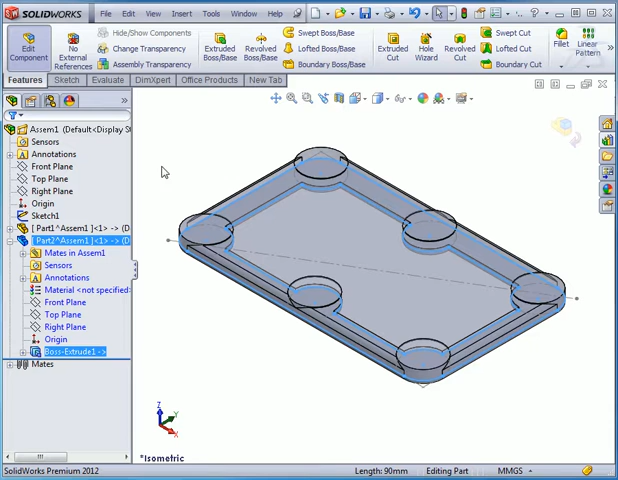 SOLIDWORKS File Edit View Insert Tools Window Help
Edit Component
No External References
Hide/Show Components
Change Transparency
Assembly Transparency
Extruded Boss/Base
Revolved Boss/Base
Swept Boss/Base
Lofted Boss/Base
Boundary Boss/Base
Extruded Cut
Hole Wizard
Revolved Cut
Swept Cut
Lofted Cut
Boundary Cut
Fillet
Linear Pattern
Features Sketch Evaluate DimXpert Office Products New Tab
Assem1 (Default<Display S
Sensors
Annotations
Front Plane
Top Plane
Right Plane
Origin
Sketch1
[ Part1^Assem1 ]<1> -> (D
[ Part2^Assem1 ]<1> -> (D
Mates in Assem1
Sensors
Annotations
Material <not specified>
Front Plane
Top Plane
Right Plane
Origin
Boss-Extrude1 ->
Mates
Z
Y
X
*Isometric
SolidWorks Premium 2012 Length: 90mm Editing Part MMGS